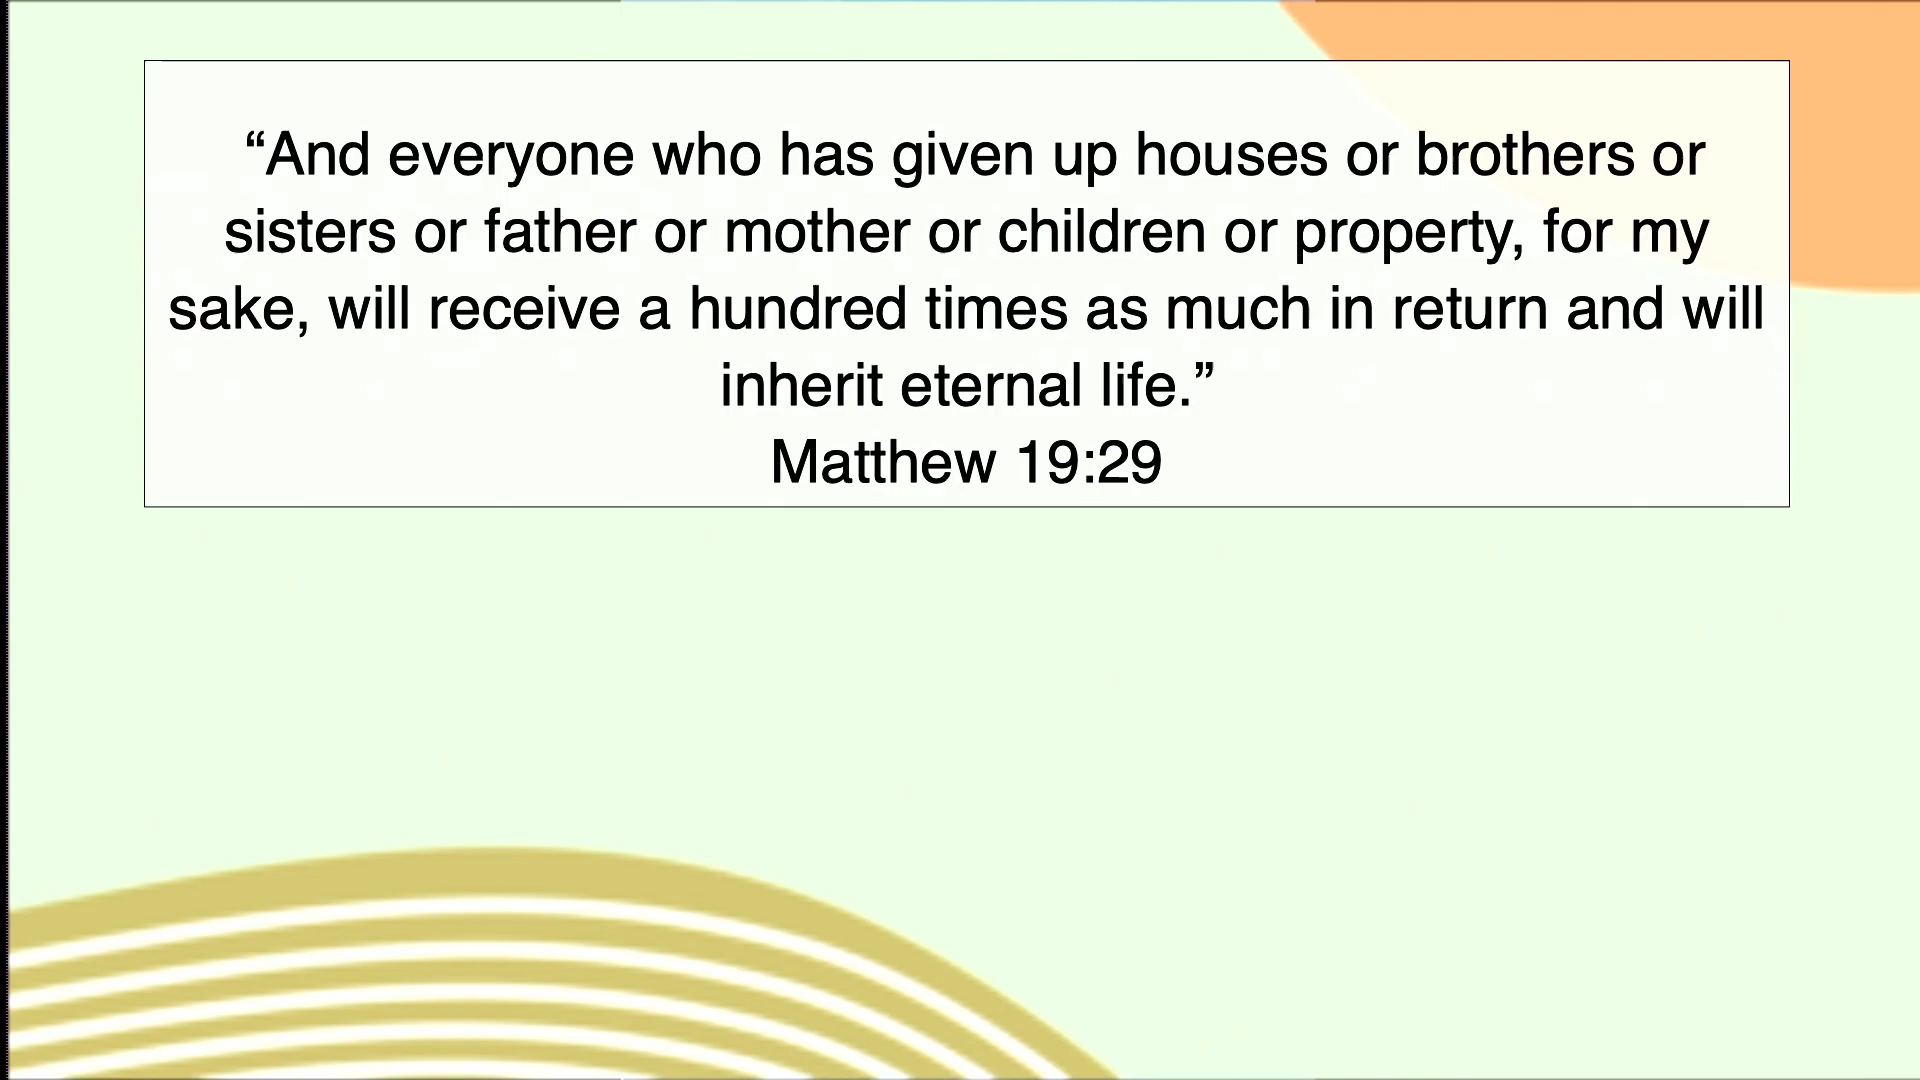 “And everyone who has given up houses or brothers or
sisters or father or mother or children or property, for my
sake, will receive a hundred times as much in return and will
inherit eternal life.”
Matthew 19:29